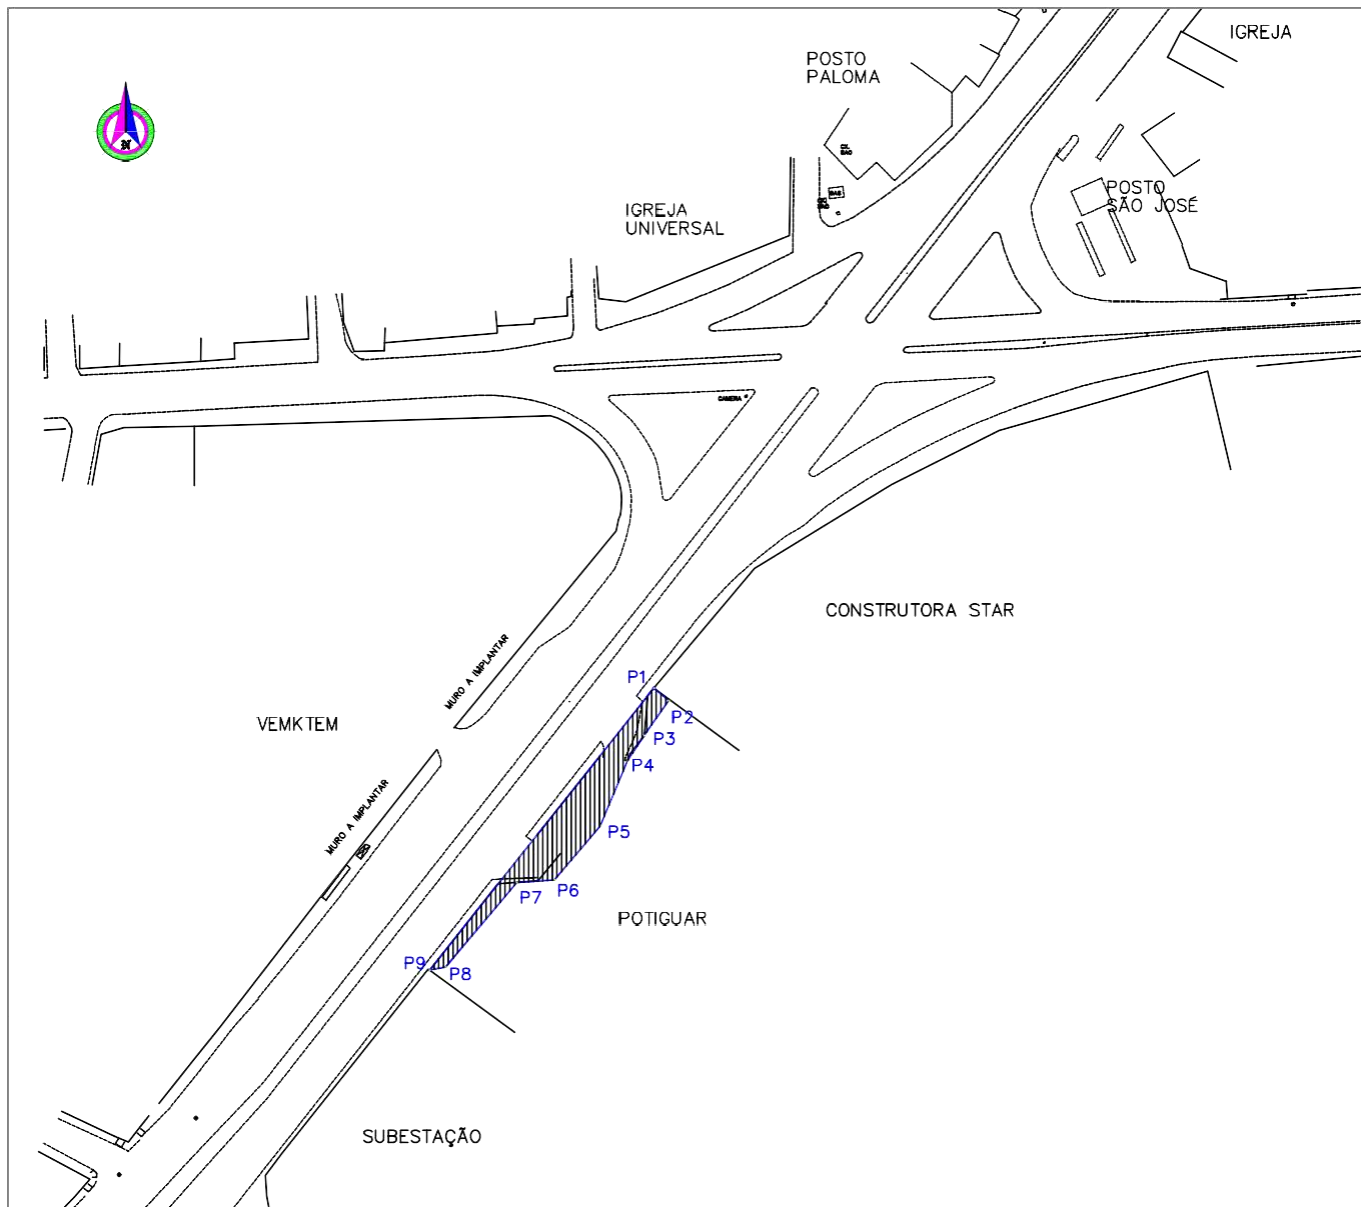 IGREJA
POSTO
PALOMA
N
POSTO
SÃO JOSÉ
IGREJA
UNIVERSAL
CAMERA
CONSTRUTORA STAR
MURO A IMPLANTAR
P1
P2
VEMKTEM
P3
P4
MURO A IMPLANTAR
P5
P6
P7
POTIGUAR
P9
P8
SUBESTAÇÃO